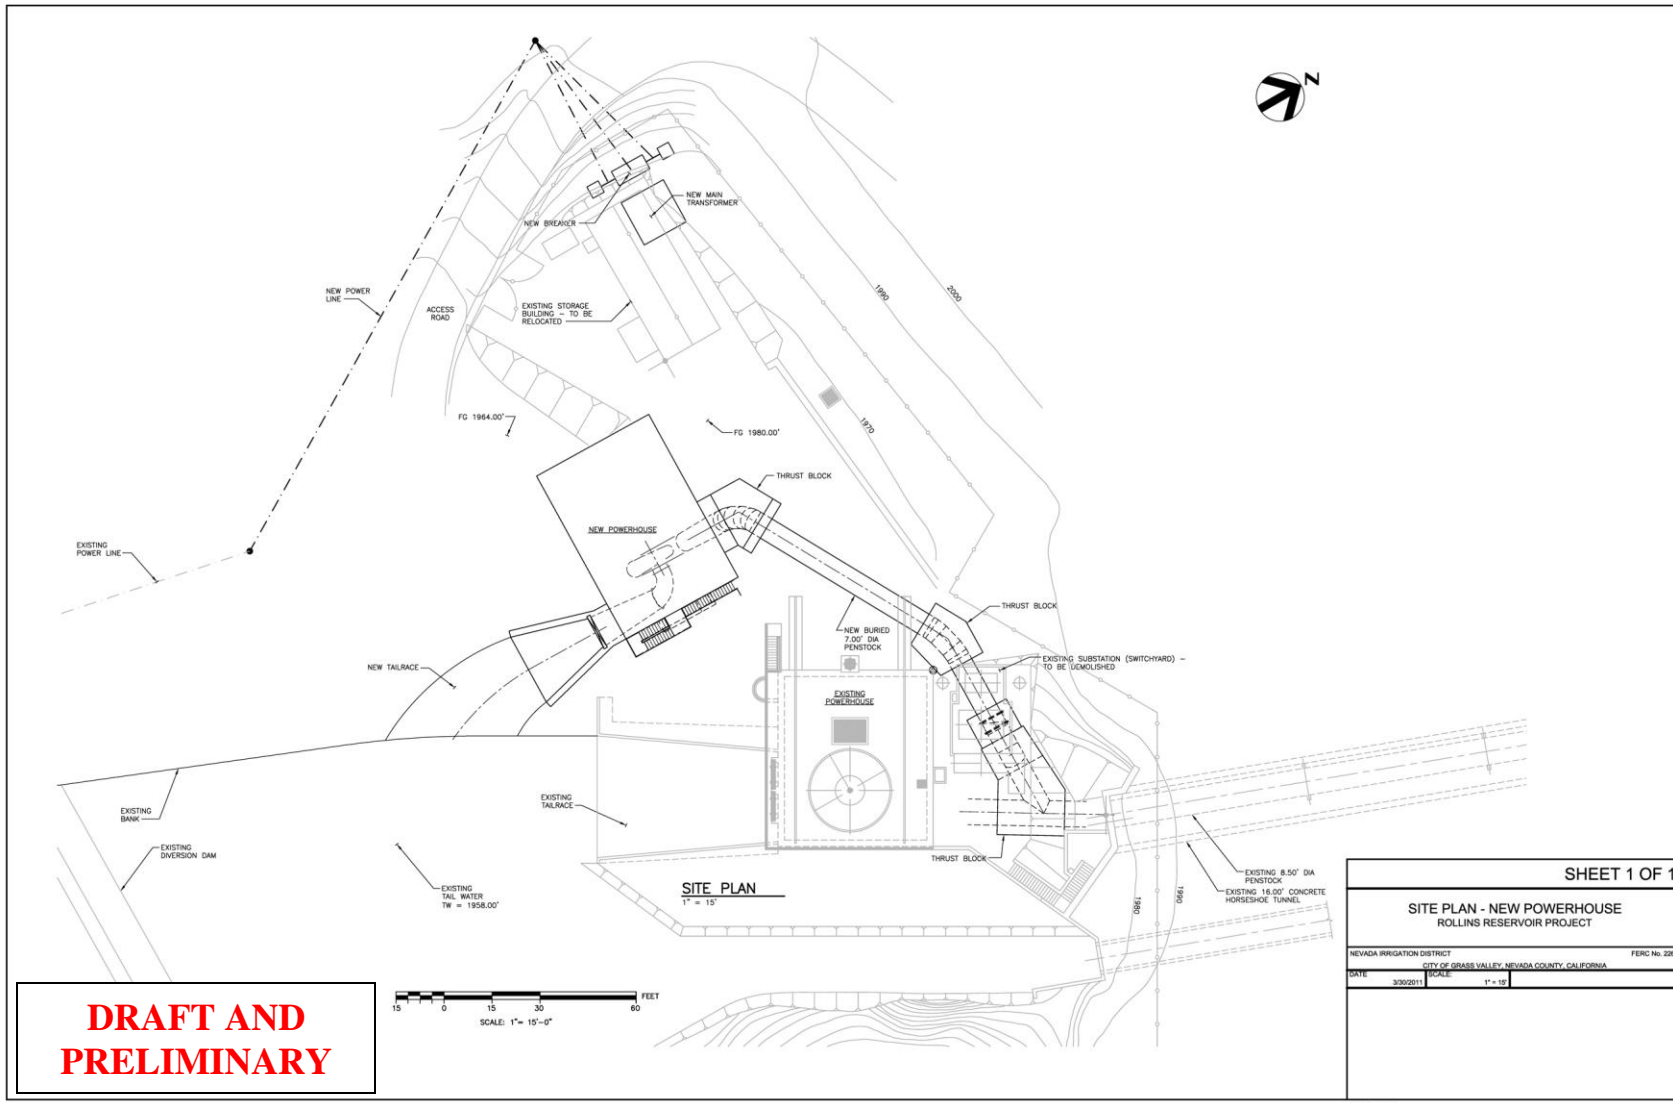 N
NEW MAIN
TRANSFORMER
NEW BREAKER
NEW POWER
LINE
ACCESS
ROAD
EXISTING STORAGE
BUILDING – TO BE
RELOCATED
1990
2000
1970
FG 1964.00'
FG 1980.00'
THRUST BLOCK
NEW POWERHOUSE
EXISTING
POWER LINE
THRUST BLOCK
NEW BURIED
7.00' DIA
PENSTOCK
EXISTING SUBSTATION (SWITCHYARD) –
TO BE DEMOLISHED
NEW TAILRACE
EXISTING
POWERHOUSE
EXISTING
BANK
EXISTING
TAILRACE
EXISTING
DIVERSION DAM
THRUST BLOCK
EXISTING
TAIL WATER
TW = 1958.00'
SITE PLAN
1" = 15'
EXISTING 8.50' DIA
PENSTOCK
EXISTING 16.00' CONCRETE
HORSESHOE TUNNEL
1980
1990
15 0 15 30 60 FEET
SCALE: 1"= 15'-0"
DRAFT AND
PRELIMINARY
SHEET 1 OF 1
SITE PLAN - NEW POWERHOUSE
ROLLINS RESERVOIR PROJECT
NEVADA IRRIGATION DISTRICT FERC No. 226
CITY OF GRASS VALLEY, NEVADA COUNTY, CALIFORNIA
DATE SCALE
3/30/2011 1" = 15'